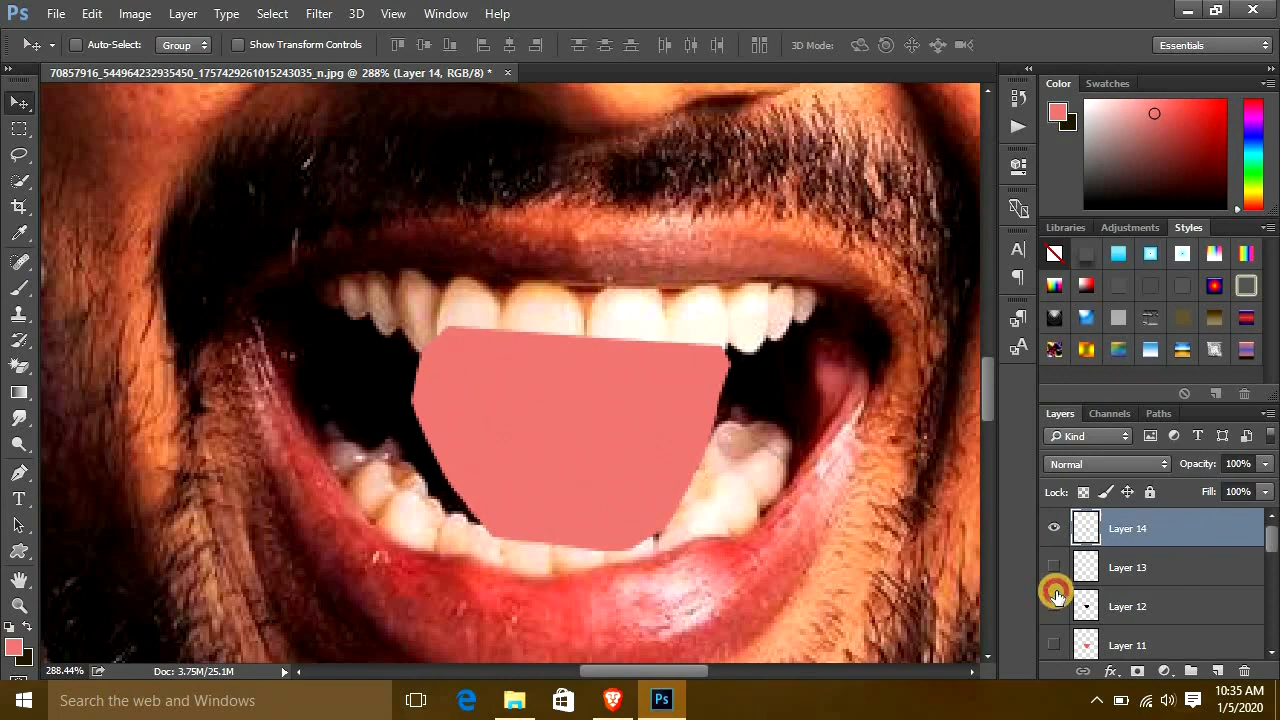 Ps File Edit Image Layer Type Select Filter 3D View Window Help
Auto-Select: Group Show Transform Controls 3D Mode: Essentials
70857916_544964232935450_1757429261015243035_n.jpg @ 288% (Layer 14, RGB/8) * ×
Color Swatches
Libraries Adjustments Styles
Layers Channels Paths
Kind
Normal Opacity: 100%
Lock: Fill: 100%
Layer 14
Layer 13
Layer 12
Layer 11
288.44% Doc: 3.75M/25.1M
Search the web and Windows
Ps
10:35 AM
1/5/2020